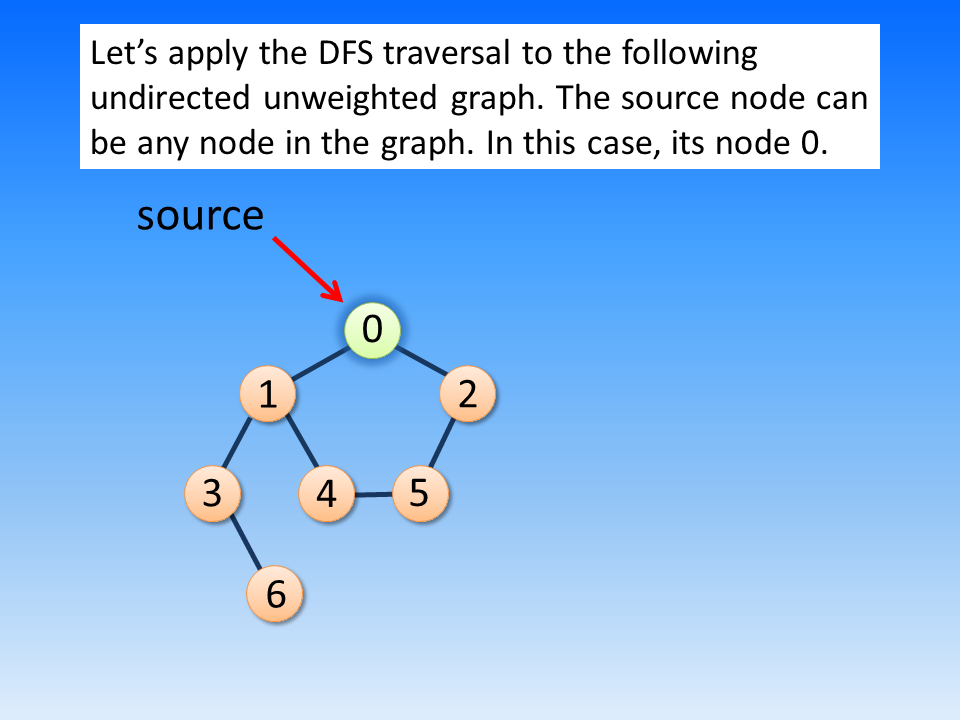 Let’s apply the DFS traversal to the following
undirected unweighted graph. The source node can
be any node in the graph. In this case, its node 0.
source
0
1
2
3
4
5
6